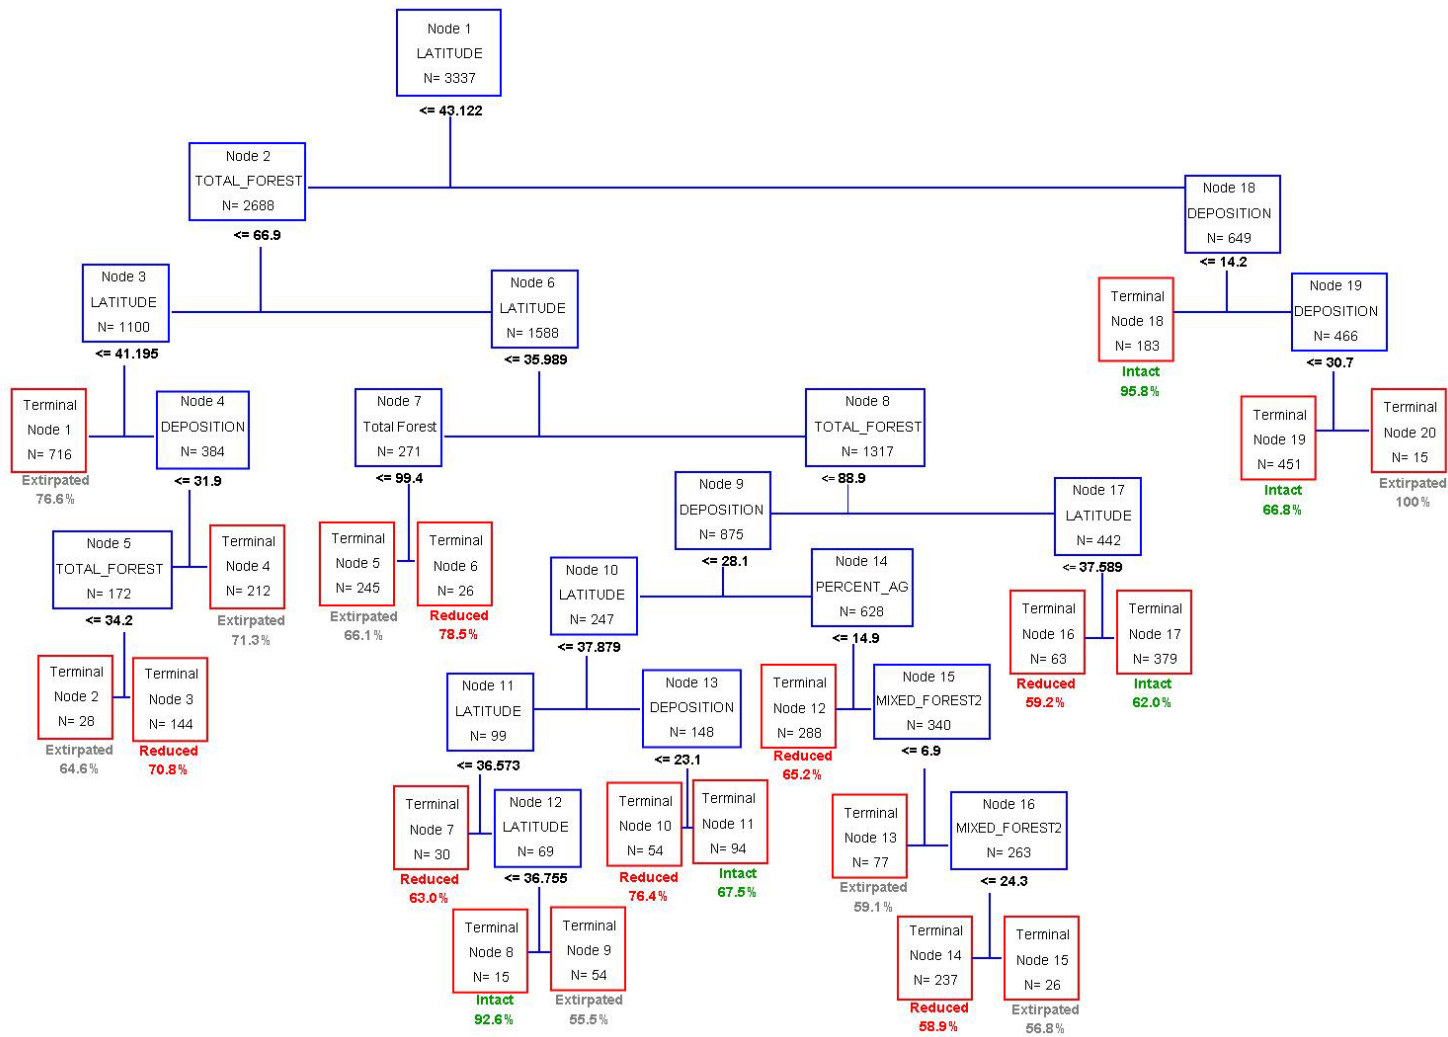 Node 1
LATITUDE
N= 3337
<= 43.122
Node 2
TOTAL_FOREST
N= 2688
<= 66.9
Node 18
DEPOSITION
N= 649
<= 14.2
Node 3
LATITUDE
N= 1100
<= 41.195
Node 6
LATITUDE
N= 1588
<= 35.989
Terminal
Node 18
N= 183
Intact
95.8%
Node 19
DEPOSITION
N= 466
<= 30.7
Terminal
Node 1
N= 716
Extirpated
76.6%
Node 4
DEPOSITION
N= 384
<= 31.9
Node 7
Total Forest
N= 271
<= 99.4
Node 8
TOTAL_FOREST
N= 1317
<= 88.9
Terminal
Node 19
N= 451
Intact
66.8%
Terminal
Node 20
N= 15
Extirpated
100%
Node 5
TOTAL_FOREST
N= 172
<= 34.2
Terminal
Node 4
N= 212
Extirpated
71.3%
Terminal
Node 5
N= 245
Extirpated
66.1%
Terminal
Node 6
N= 26
Reduced
78.5%
Node 9
DEPOSITION
N= 875
<= 28.1
Node 17
LATITUDE
N= 442
<= 37.589
Node 10
LATITUDE
N= 247
<= 37.879
Node 14
PERCENT_AG
N= 628
<= 14.9
Terminal
Node 16
N= 63
Reduced
59.2%
Terminal
Node 17
N= 379
Intact
62.0%
Terminal
Node 2
N= 28
Extirpated
64.6%
Terminal
Node 3
N= 144
Reduced
70.8%
Node 11
LATITUDE
N= 99
<= 36.573
Node 13
DEPOSITION
N= 148
<= 23.1
Terminal
Node 12
N= 288
Reduced
65.2%
Node 15
MIXED_FOREST2
N= 340
<= 6.9
Terminal
Node 7
N= 30
Reduced
63.0%
Node 12
LATITUDE
N= 69
<= 36.755
Terminal
Node 10
N= 54
Reduced
76.4%
Terminal
Node 11
N= 94
Intact
67.5%
Terminal
Node 13
N= 77
Extirpated
59.1%
Node 16
MIXED_FOREST2
N= 263
<= 24.3
Terminal
Node 8
N= 15
Intact
92.6%
Terminal
Node 9
N= 54
Extirpated
55.5%
Terminal
Node 14
N= 237
Reduced
58.9%
Terminal
Node 15
N= 26
Extirpated
56.8%